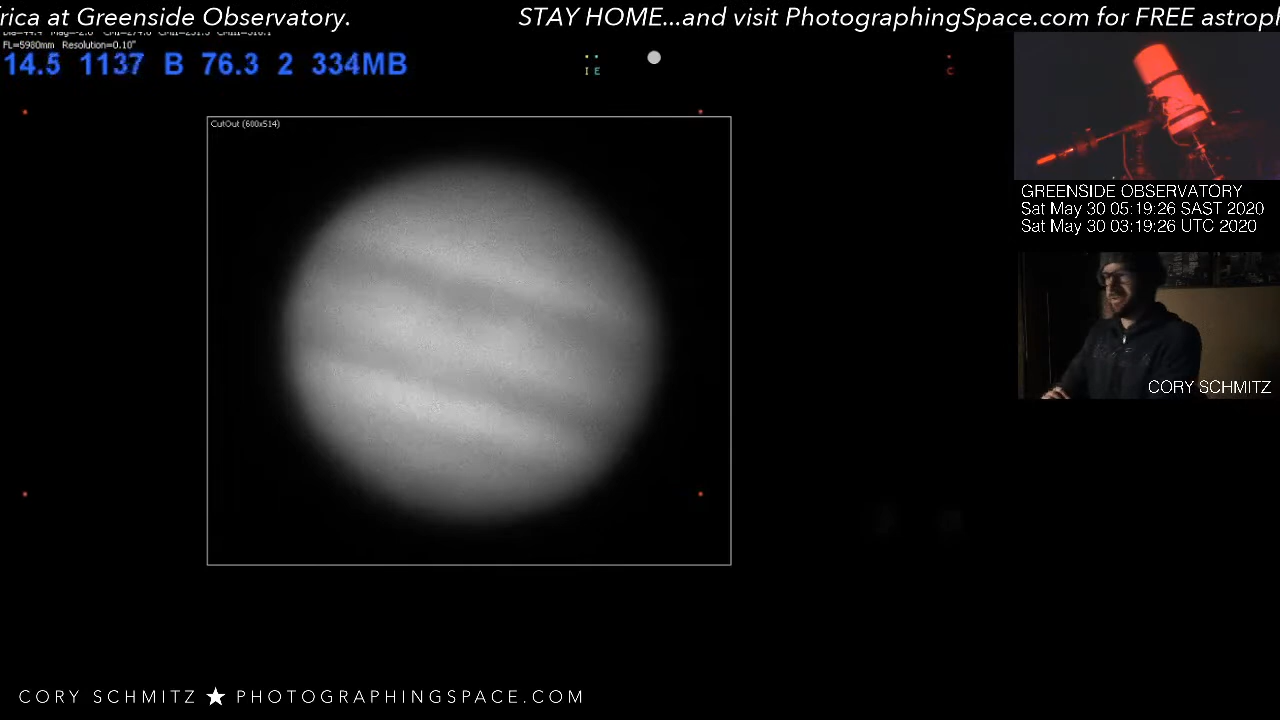 rica at Greenside Observatory. STAY HOME...and visit PhotographingSpace.com for FREE astroph
FL=5980mm Resolution=0.10"
14.5 1137 B 76.3 2 334MB
I E
C
CutOut (600x514)
GREENSIDE OBSERVATORY
Sat May 30 05:19:26 SAST 2020
Sat May 30 03:19:26 UTC 2020
CORY SCHMITZ
CORY SCHMITZ ★ PHOTOGRAPHINGSPACE.COM